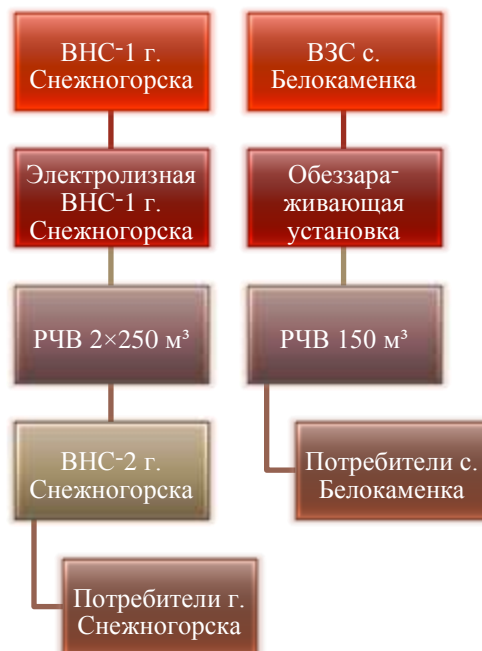 ВНС-1 г.
Снежногорска
Электролизная
ВНС-1 г.
Снежногорска
РЧВ 2×250 м³
ВНС-2 г.
Снежногорска
Потребители г.
Снежногорска
ВЗС с.
Белокаменка
Обеззара-
живающая
установка
РЧВ 150 м³
Потребители с.
Белокаменка